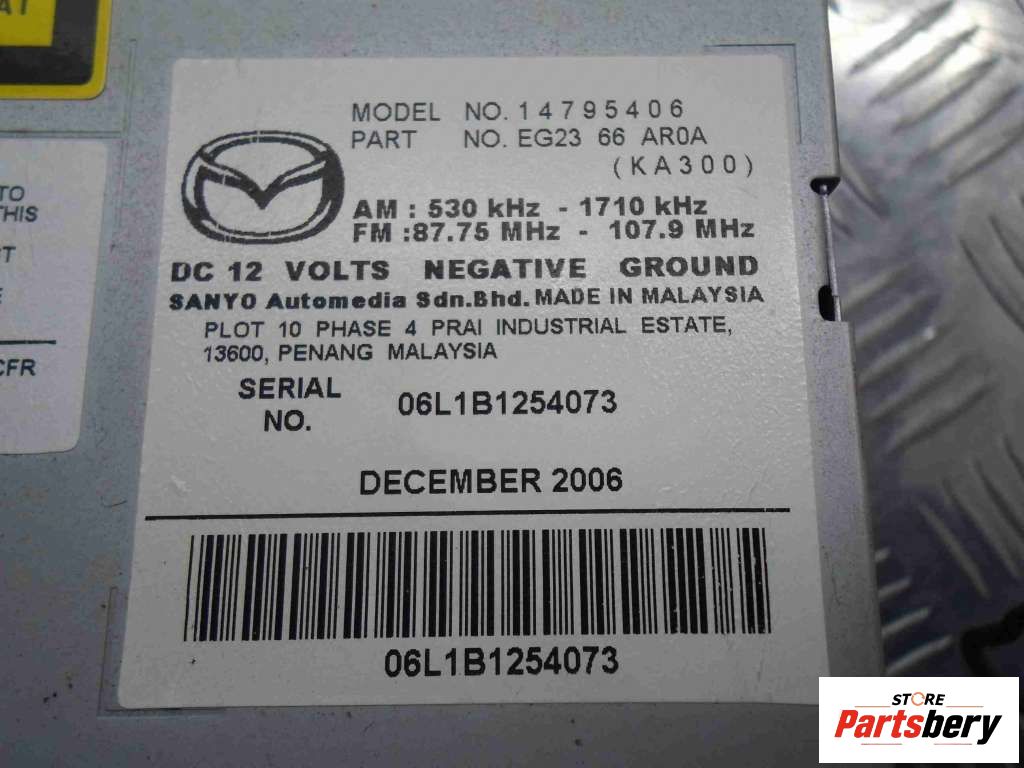 AT
TO
THIS
CFR
MODEL NO. 14795406
PART NO. EG23 66 AR0A
(KA300)
AM : 530 kHz - 1710 kHz
FM : 87.75 MHz - 107.9 MHz
DC 12 VOLTS NEGATIVE GROUND
SANYO Automedia Sdn.Bhd. MADE IN MALAYSIA
PLOT 10 PHASE 4 PRAI INDUSTRIAL ESTATE,
13600, PENANG MALAYSIA
SERIAL NO. 06L1B1254073
DECEMBER 2006
06L1B1254073
STORE
Partsbery